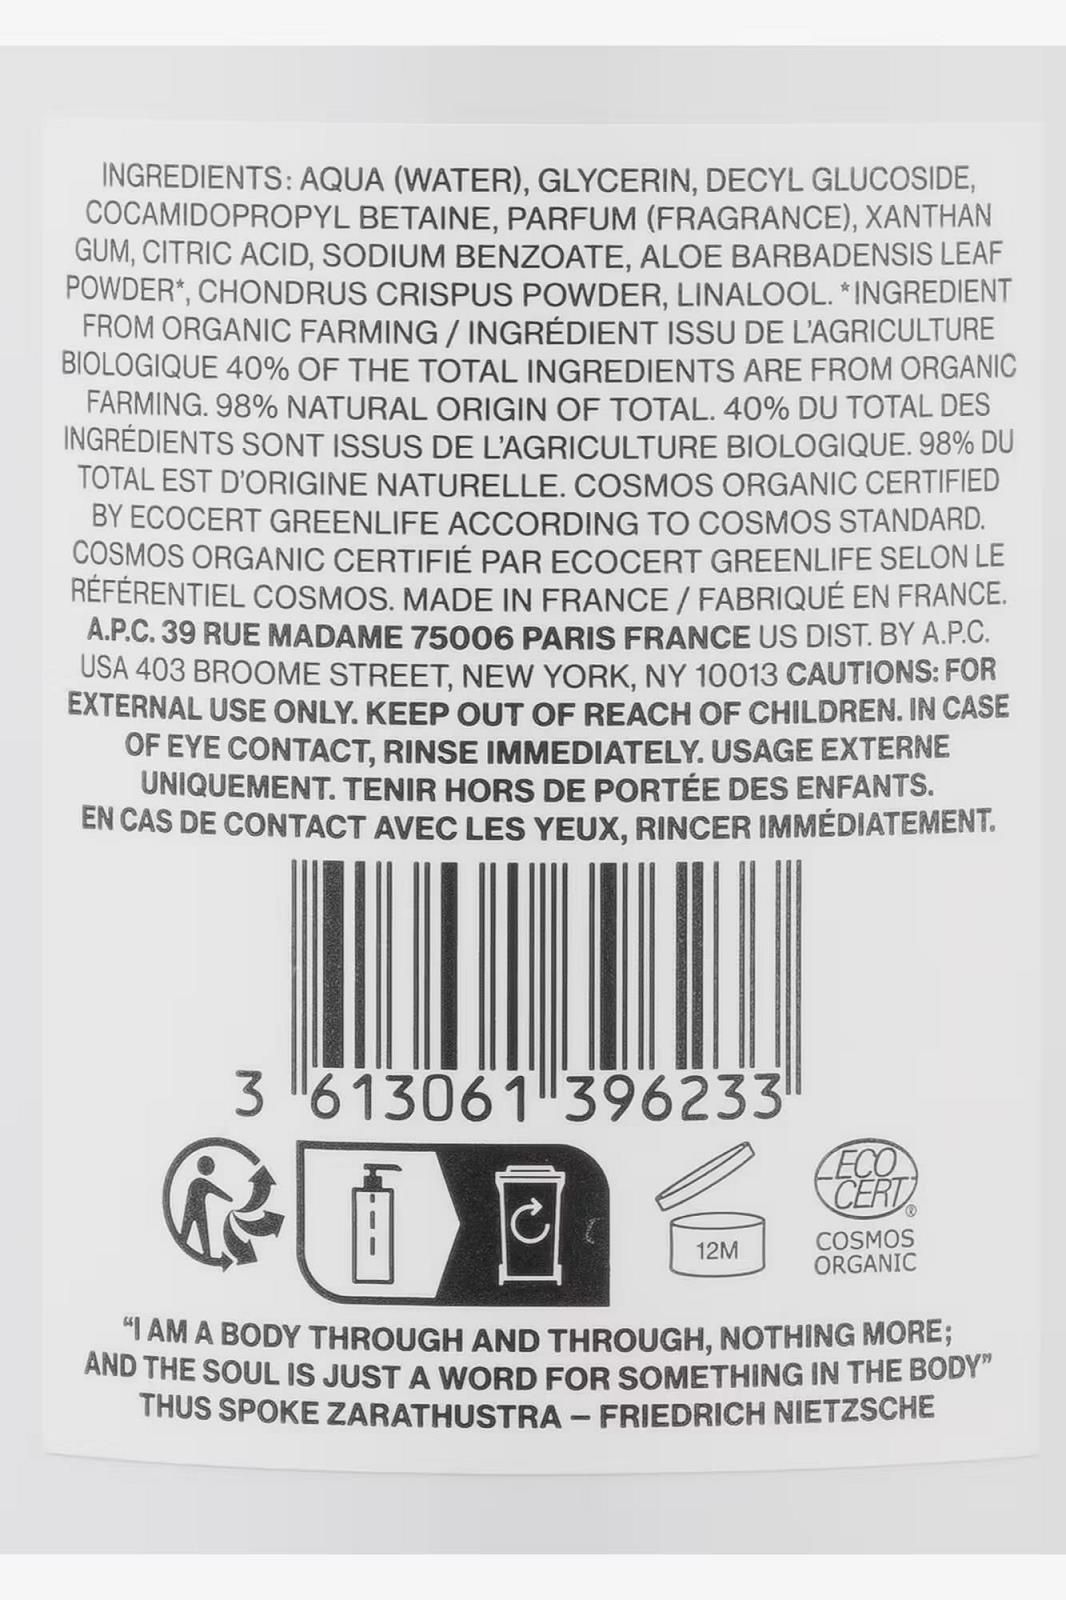 INGREDIENTS: AQUA (WATER), GLYCERIN, DECYL GLUCOSIDE,
COCAMIDOPROPYL BETAINE, PARFUM (FRAGRANCE), XANTHAN
GUM, CITRIC ACID, SODIUM BENZOATE, ALOE BARBADENSIS LEAF
POWDER*, CHONDRUS CRISPUS POWDER, LINALOOL. *INGREDIENT
FROM ORGANIC FARMING / INGRÉDIENT ISSU DE L'AGRICULTURE
BIOLOGIQUE 40% OF THE TOTAL INGREDIENTS ARE FROM ORGANIC
FARMING. 98% NATURAL ORIGIN OF TOTAL. 40% DU TOTAL DES
INGRÉDIENTS SONT ISSUS DE L'AGRICULTURE BIOLOGIQUE. 98% DU
TOTAL EST D'ORIGINE NATURELLE. COSMOS ORGANIC CERTIFIED
BY ECOCERT GREENLIFE ACCORDING TO COSMOS STANDARD.
COSMOS ORGANIC CERTIFIÉ PAR ECOCERT GREENLIFE SELON LE
RÉFÉRENTIEL COSMOS. MADE IN FRANCE / FABRIQUÉ EN FRANCE.
A.P.C. 39 RUE MADAME 75006 PARIS FRANCE US DIST. BY A.P.C.
USA 403 BROOME STREET, NEW YORK, NY 10013 CAUTIONS: FOR
EXTERNAL USE ONLY. KEEP OUT OF REACH OF CHILDREN. IN CASE
OF EYE CONTACT, RINSE IMMEDIATELY. USAGE EXTERNE
UNIQUEMENT. TENIR HORS DE PORTÉE DES ENFANTS.
EN CAS DE CONTACT AVEC LES YEUX, RINCER IMMÉDIATEMENT.
3 613061 396233
12M
ECO
CERT®
COSMOS
ORGANIC
"I AM A BODY THROUGH AND THROUGH, NOTHING MORE;
AND THE SOUL IS JUST A WORD FOR SOMETHING IN THE BODY"
THUS SPOKE ZARATHUSTRA – FRIEDRICH NIETZSCHE